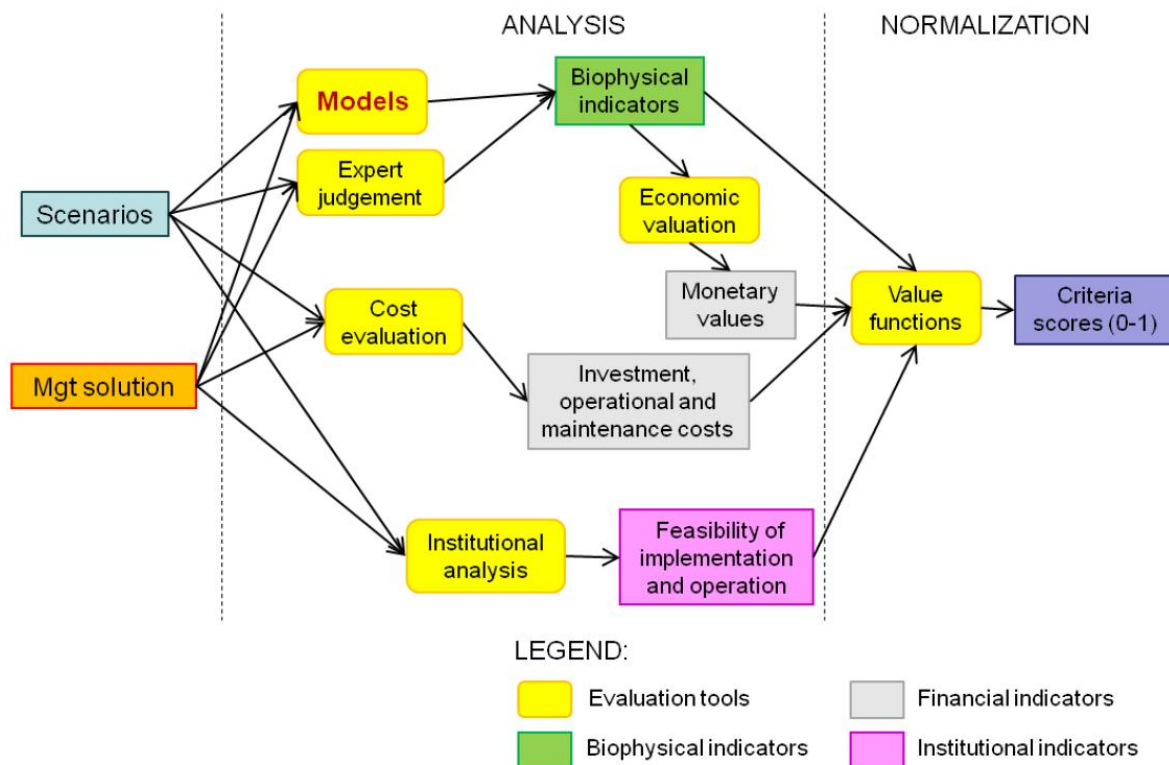 ANALYSIS
NORMALIZATION
Models
Biophysical
indicators
Expert
judgement
Scenarios
Economic
valuation
Cost
evaluation
Monetary
values
Value
functions
Criteria
scores (0-1)
Mgt solution
Investment,
operational and
maintenance costs
Institutional
analysis
Feasibility of
implementation
and operation
LEGEND:
Evaluation tools
Financial indicators
Biophysical indicators
Institutional indicators